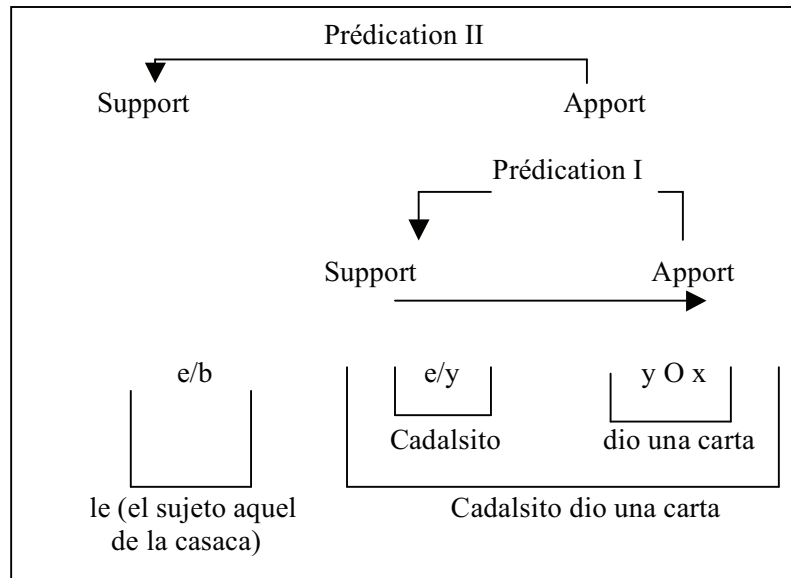 Prédication II
Support Apport
Prédication I
Support Apport
e/b e/y y O x
Cadalsito dio una carta
le (el sujeto aquel
de la casaca)
Cadalsito dio una carta